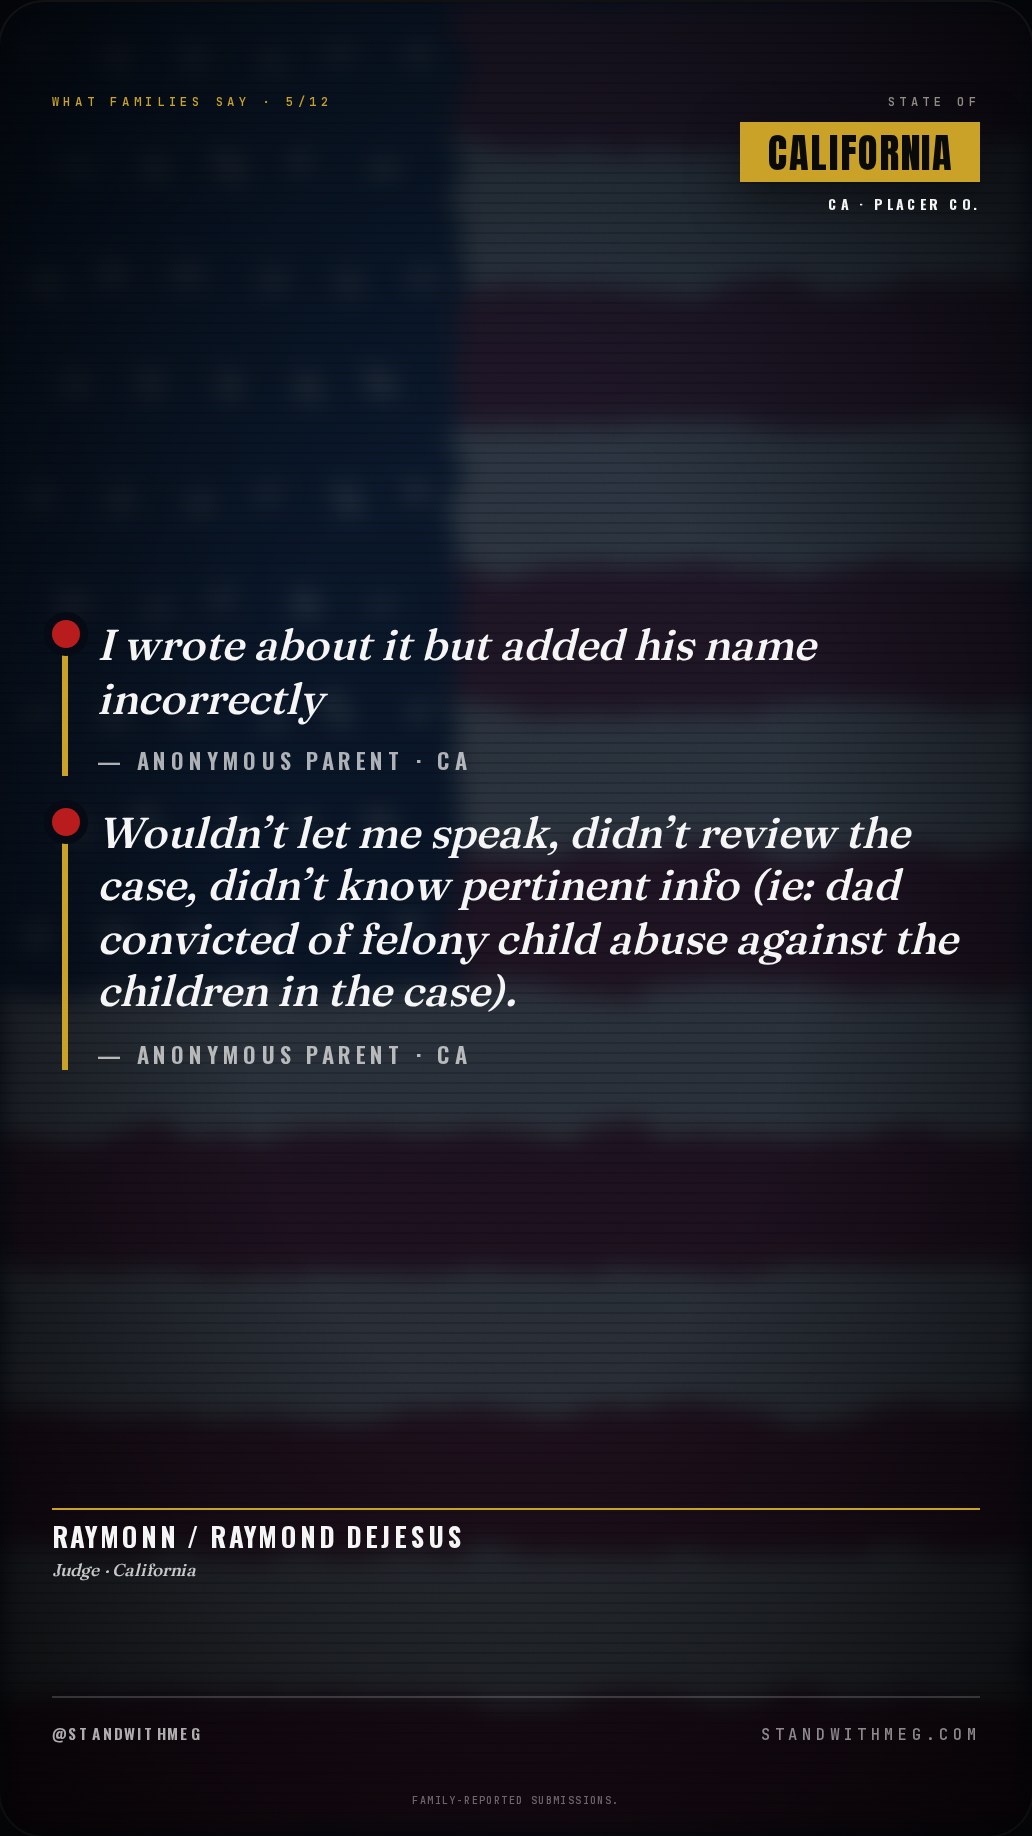 WHAT FAMILIES SAY · 5/12
STATE OF
CALIFORNIA
CA · PLACER CO.
I wrote about it but added his name
incorrectly
— ANONYMOUS PARENT · CA
Wouldn’t let me speak, didn’t review the
case, didn’t know pertinent info (ie: dad
convicted of felony child abuse against the
children in the case).
— ANONYMOUS PARENT · CA
RAYMONN / RAYMOND DEJESUS
Judge · California
@STANDWITHMEG
STANDWITHMEG.COM
FAMILY-REPORTED SUBMISSIONS.